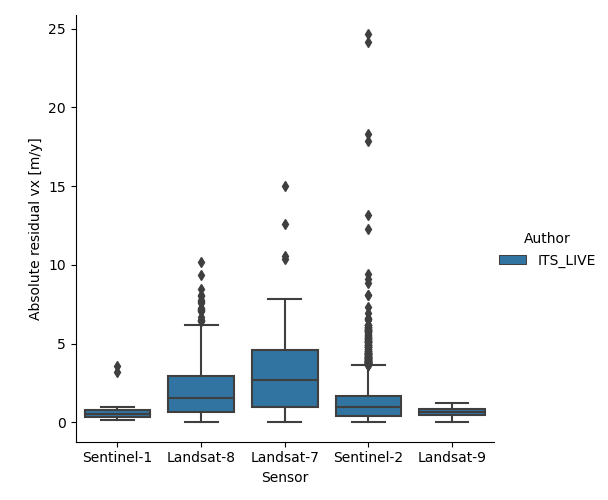 25
20
15
10
5
0
Absolute residual vx [m/y]
Sentinel-1 Landsat-8 Landsat-7 Sentinel-2 Landsat-9
Sensor
Author
ITS_LIVE